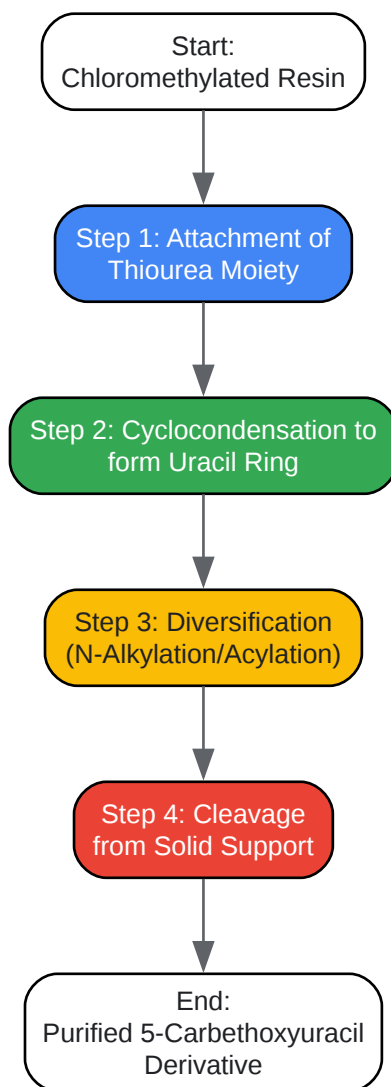 Start:
Chloromethylated Resin
Step 1: Attachment of
Thiourea Moiety
Step 2: Cyclocondensation to
form Uracil Ring
Step 3: Diversification
(N-Alkylation/Acylation)
Step 4: Cleavage
from Solid Support
End:
Purified 5-Carbethoxyuracil
Derivative